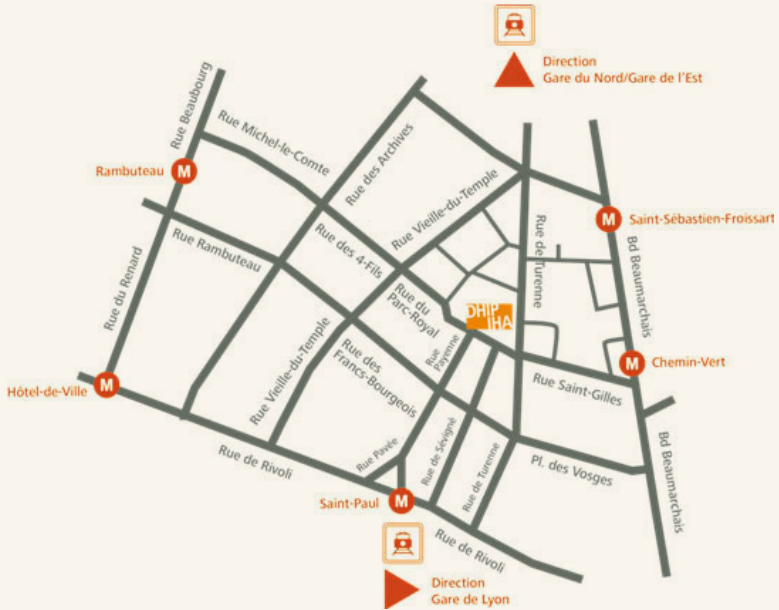 Direction
Gare du Nord/Gare de l'Est
Rue Beaubourg
Rue Michel-le-Comte
Rue des Archives
Rambuteau
M
Rue Vieille-du-Temple
Saint-Sébastien-Froissart
M
Rue Rambuteau
Rue des 4-Fils
Rue de Turenne
Bd Beaumarchais
Rue du Renard
Rue du
Parc-Royal
DHIP
IHA
Rue
Payenne
Chemin-Vert
M
Hôtel-de-Ville
M
Rue Vieille-du-Temple
Rue des
Francs-Bourgeois
Rue Saint-Gilles
Rue de Rivoli
Rue Pavée
Rue de Sévigné
Rue de Turenne
Pl. des Vosges
Bd Beaumarchais
Saint-Paul
M
Rue de Rivoli
Direction
Gare de Lyon